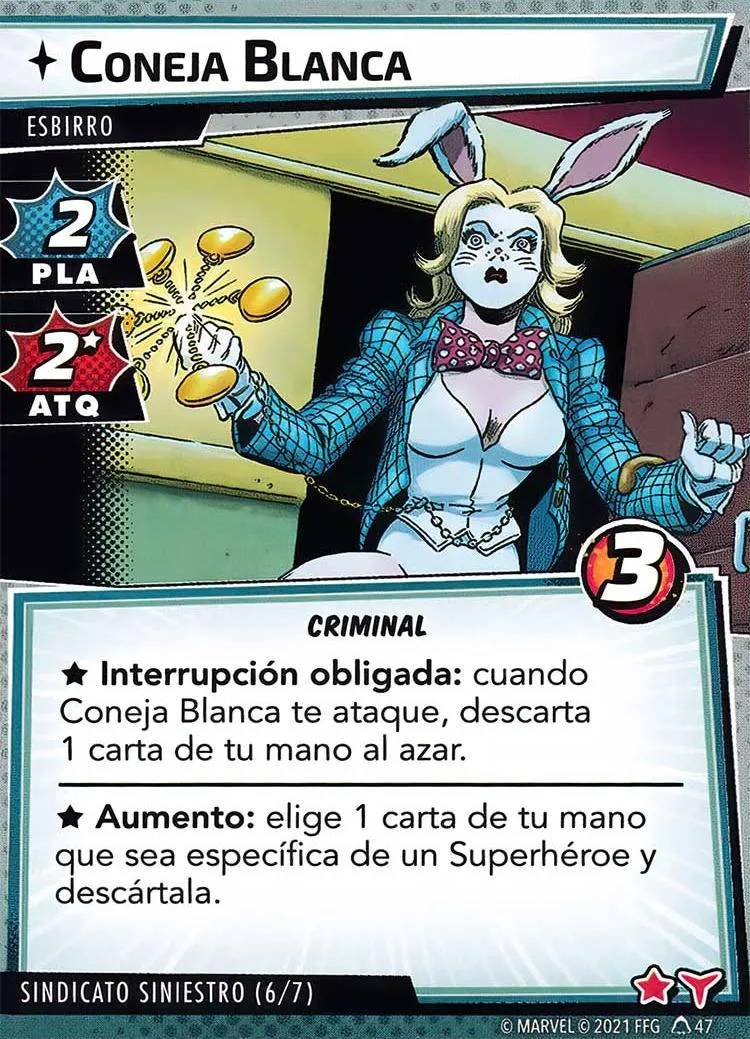 CONEJA BLANCA
ESBIRRO
2
PLA
2
ATQ
3
CRIMINAL
★ Interrupción obligada: cuando
Coneja Blanca te ataque, descarta
1 carta de tu mano al azar.
★ Aumento: elige 1 carta de tu mano
que sea específica de un Superhéroe y
descártala.
SINDICATO SINIESTRO (6/7)
© MARVEL © 2021 FFG 47